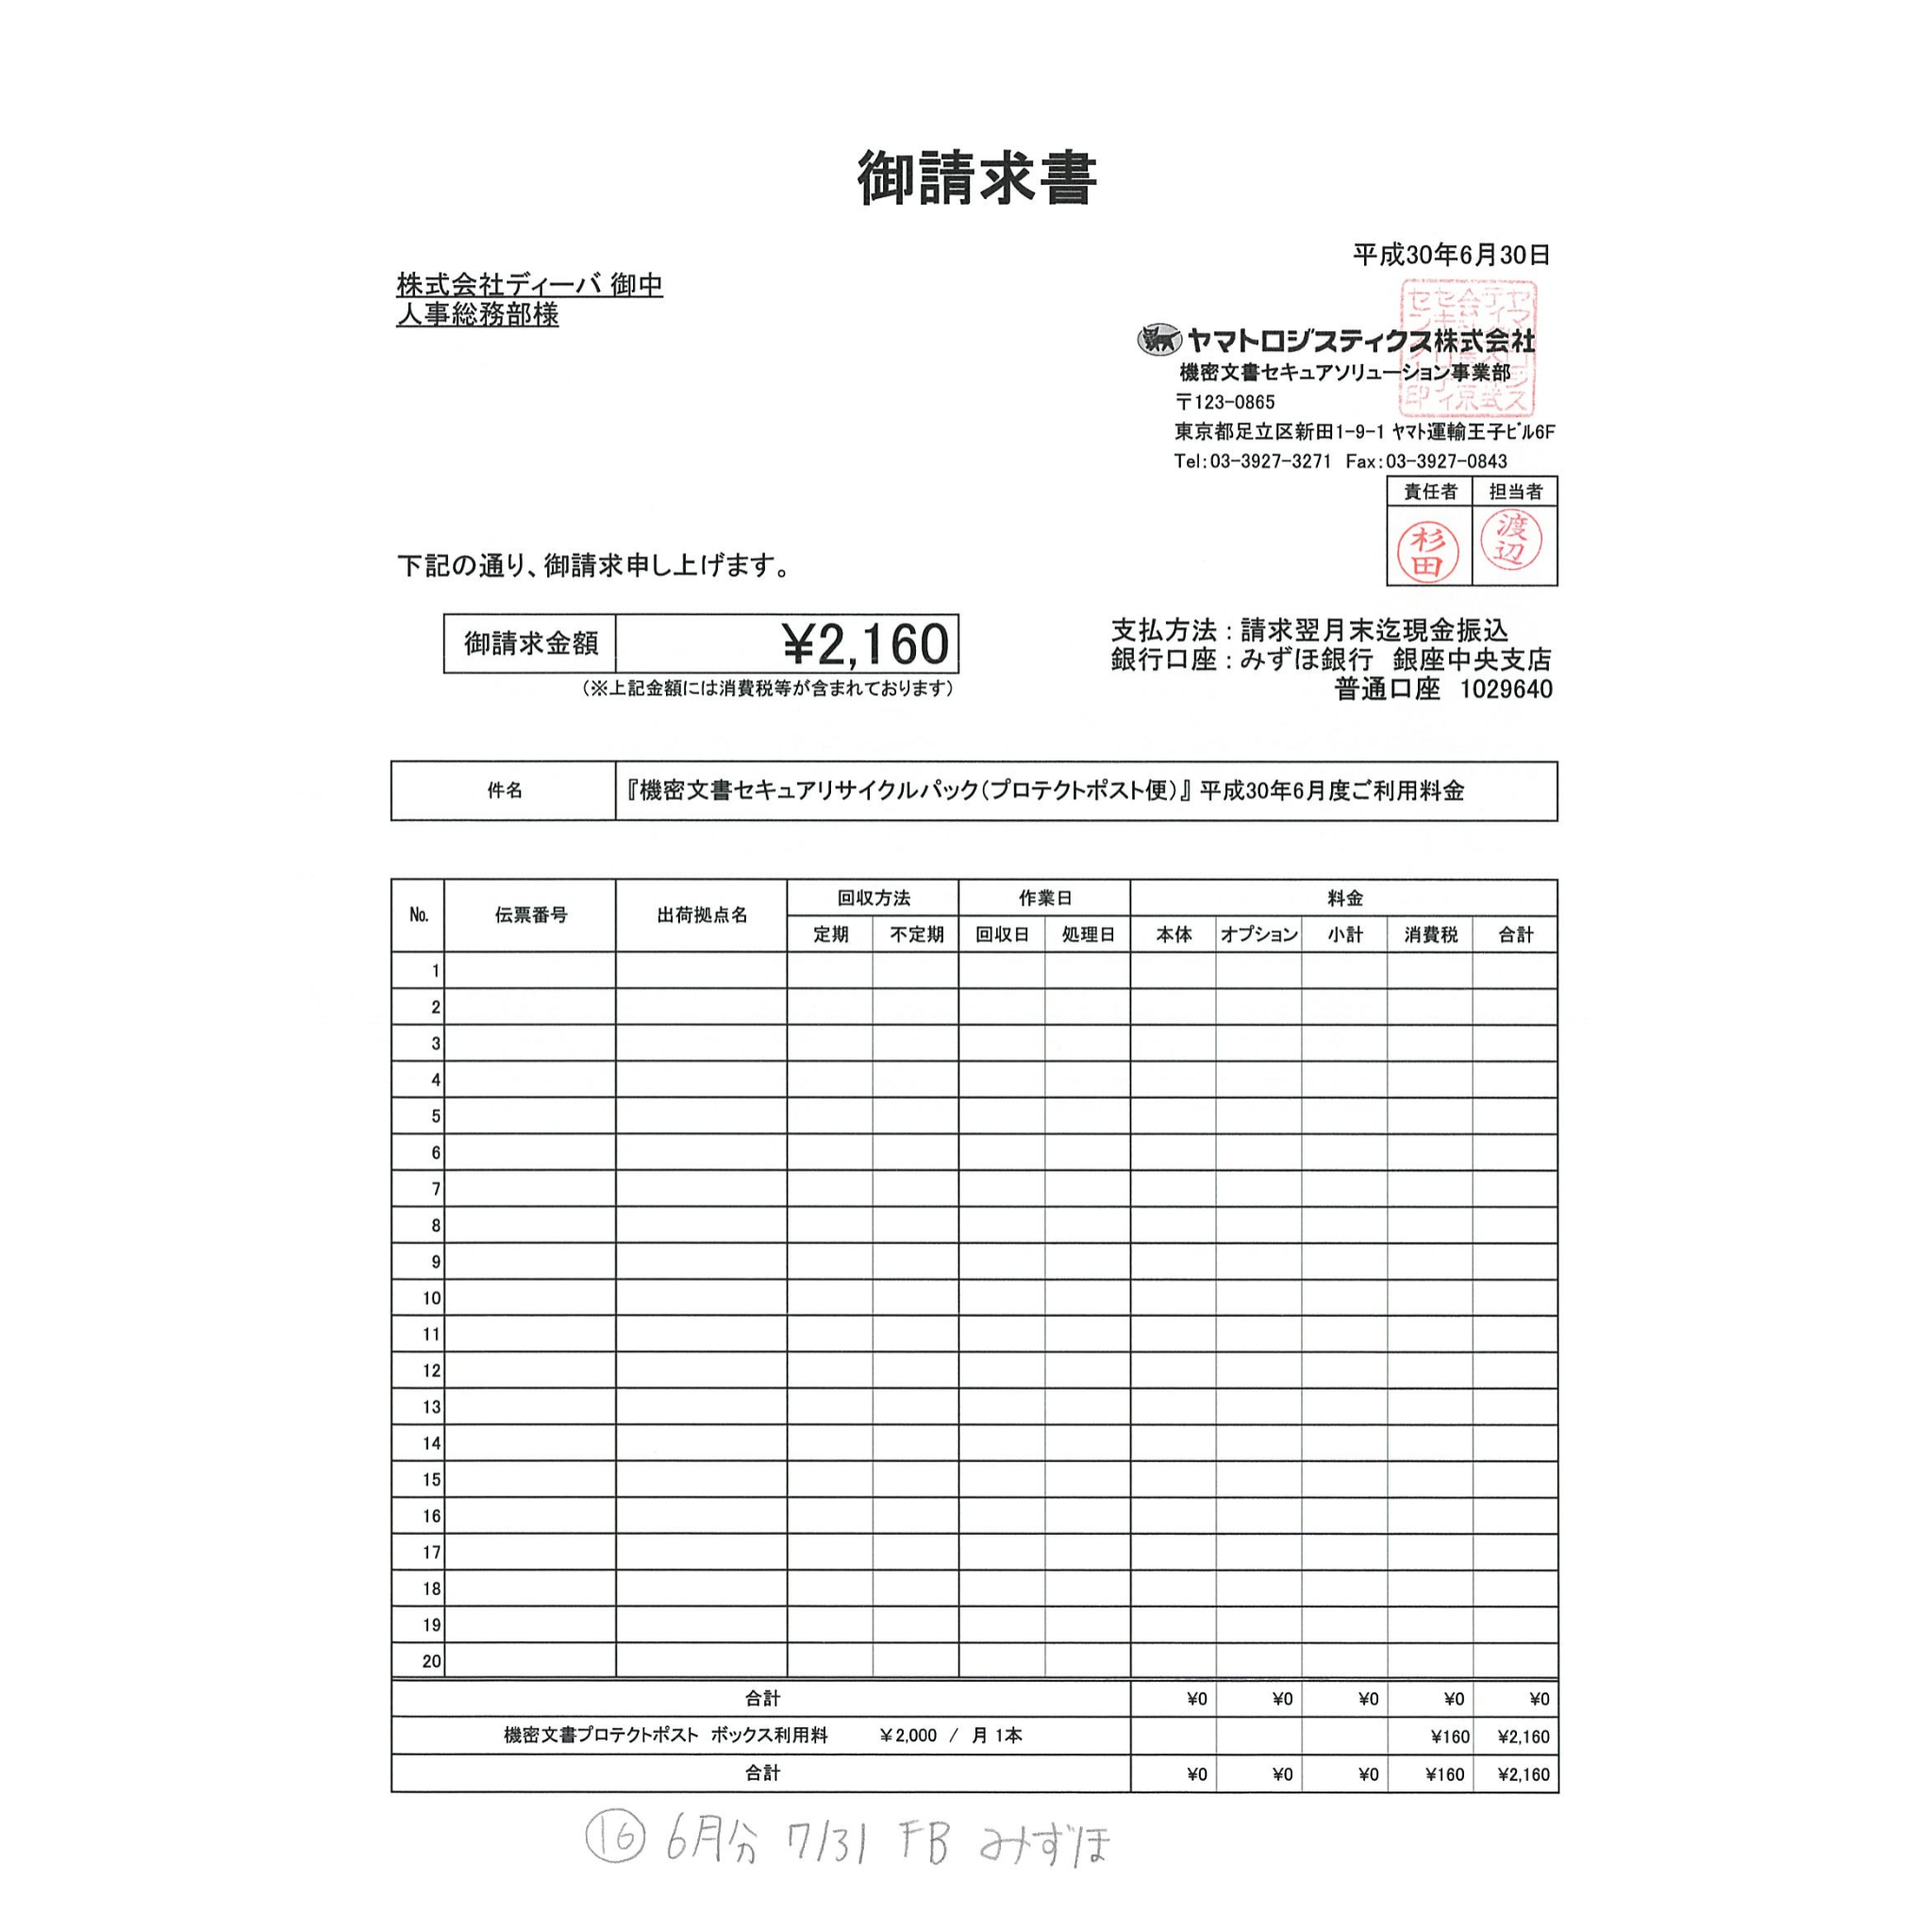 御請求書
平成30年6月30日
株式会社ディーバ 御中
人事総務部様
ヤマトロジスティクス株式会社
機密文書セキュアソリューション事業部
〒123-0865
東京都足立区新田1-9-1 ﾔﾏﾄ運輸王子ﾋﾞﾙ6F
Tel:03-3927-3271 Fax:03-3927-0843
責任者 担当者
杉田 渡辺
下記の通り、御請求申し上げます。
御請求金額 ¥2,160
(※上記金額には消費税等が含まれております)
支払方法:請求翌月末迄現金振込
銀行口座:みずほ銀行 銀座中央支店
普通口座 1029640
件名 『機密文書セキュアリサイクルパック(プロテクトポスト便)』平成30年6月度ご利用料金
No. 伝票番号 出荷拠点名 回収方法 作業日 料金
定期 不定期 回収日 処理日 本体 オプション 小計 消費税 合計
1
2
3
4
5
6
7
8
9
10
11
12
13
14
15
16
17
18
19
20
合計 ¥0 ¥0 ¥0 ¥0 ¥0
機密文書プロテクトポスト ボックス利用料 ¥2,000 / 月 1本 ¥160 ¥2,160
合計 ¥0 ¥0 ¥0 ¥160 ¥2,160
⑯ 6月分 7/31 FB みずほ